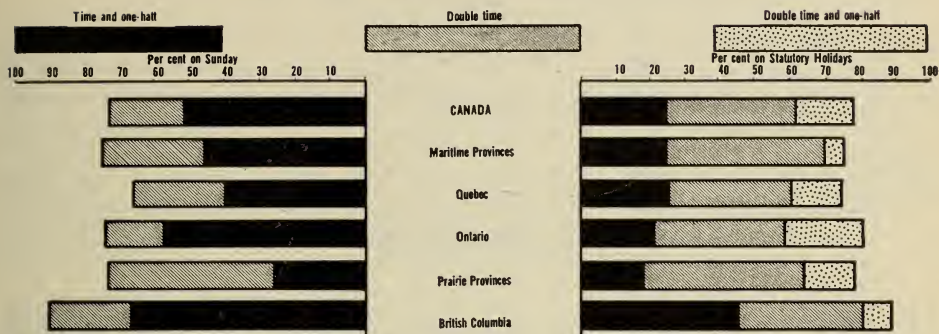 Time and one-half
Double time
Double time and one-half
Per cent on Sunday
Per cent on Statutory Holidays
100 90 80 70 60 50 40 30 20 10
10 20 30 40 50 60 70 80 90 100
CANADA
Maritime Provinces
Quebec
Ontario
Prairie Provinces
British Columbia